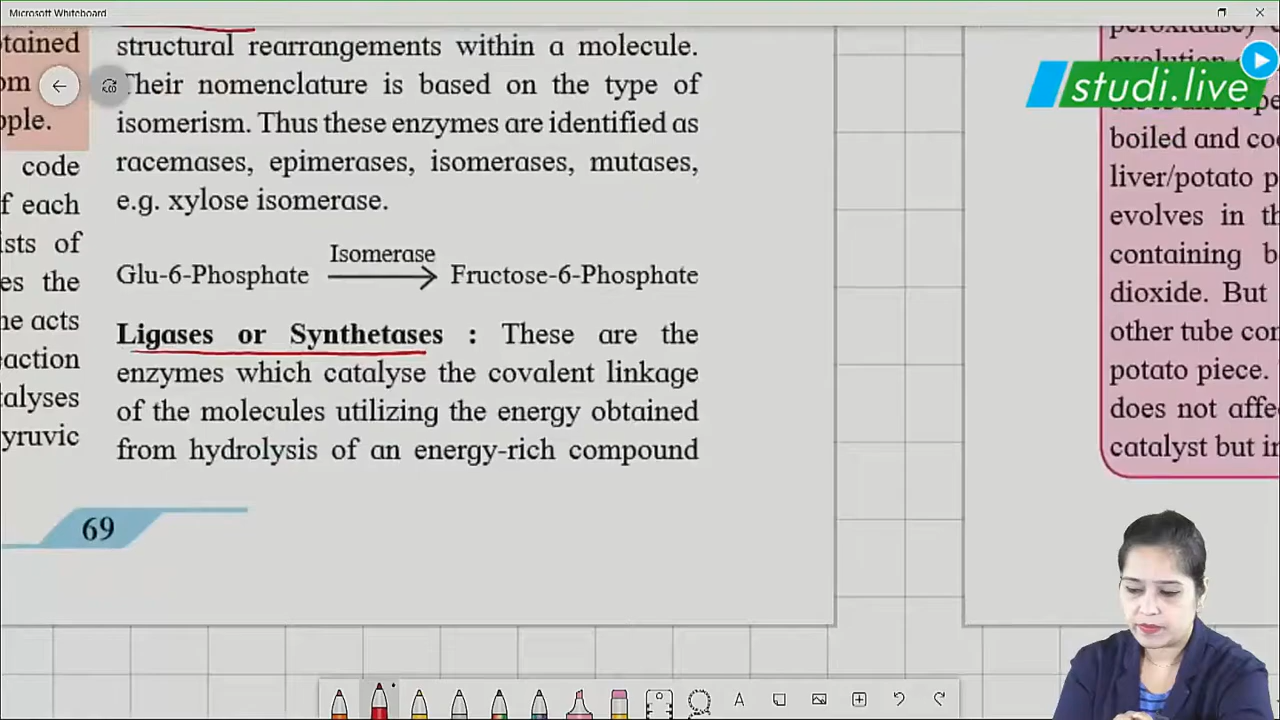 Microsoft Whiteboard
tained
om
ple.
code
f each
ists of
es the
ne acts
eaction
talyses
yruvic
structural rearrangements within a molecule.
Their nomenclature is based on the type of
isomerism. Thus these enzymes are identified as
racemases, epimerases, isomerases, mutases,
e.g. xylose isomerase.
Isomerase
Glu-6-Phosphate Fructose-6-Phosphate
Ligases or Synthetases : These are the
enzymes which catalyse the covalent linkage
of the molecules utilizing the energy obtained
from hydrolysis of an energy-rich compound
69
studi.live
boiled and coo
liver/potato p
evolves in th
containing b
dioxide. But
other tube con
potato piece.
does not affe
catalyst but in